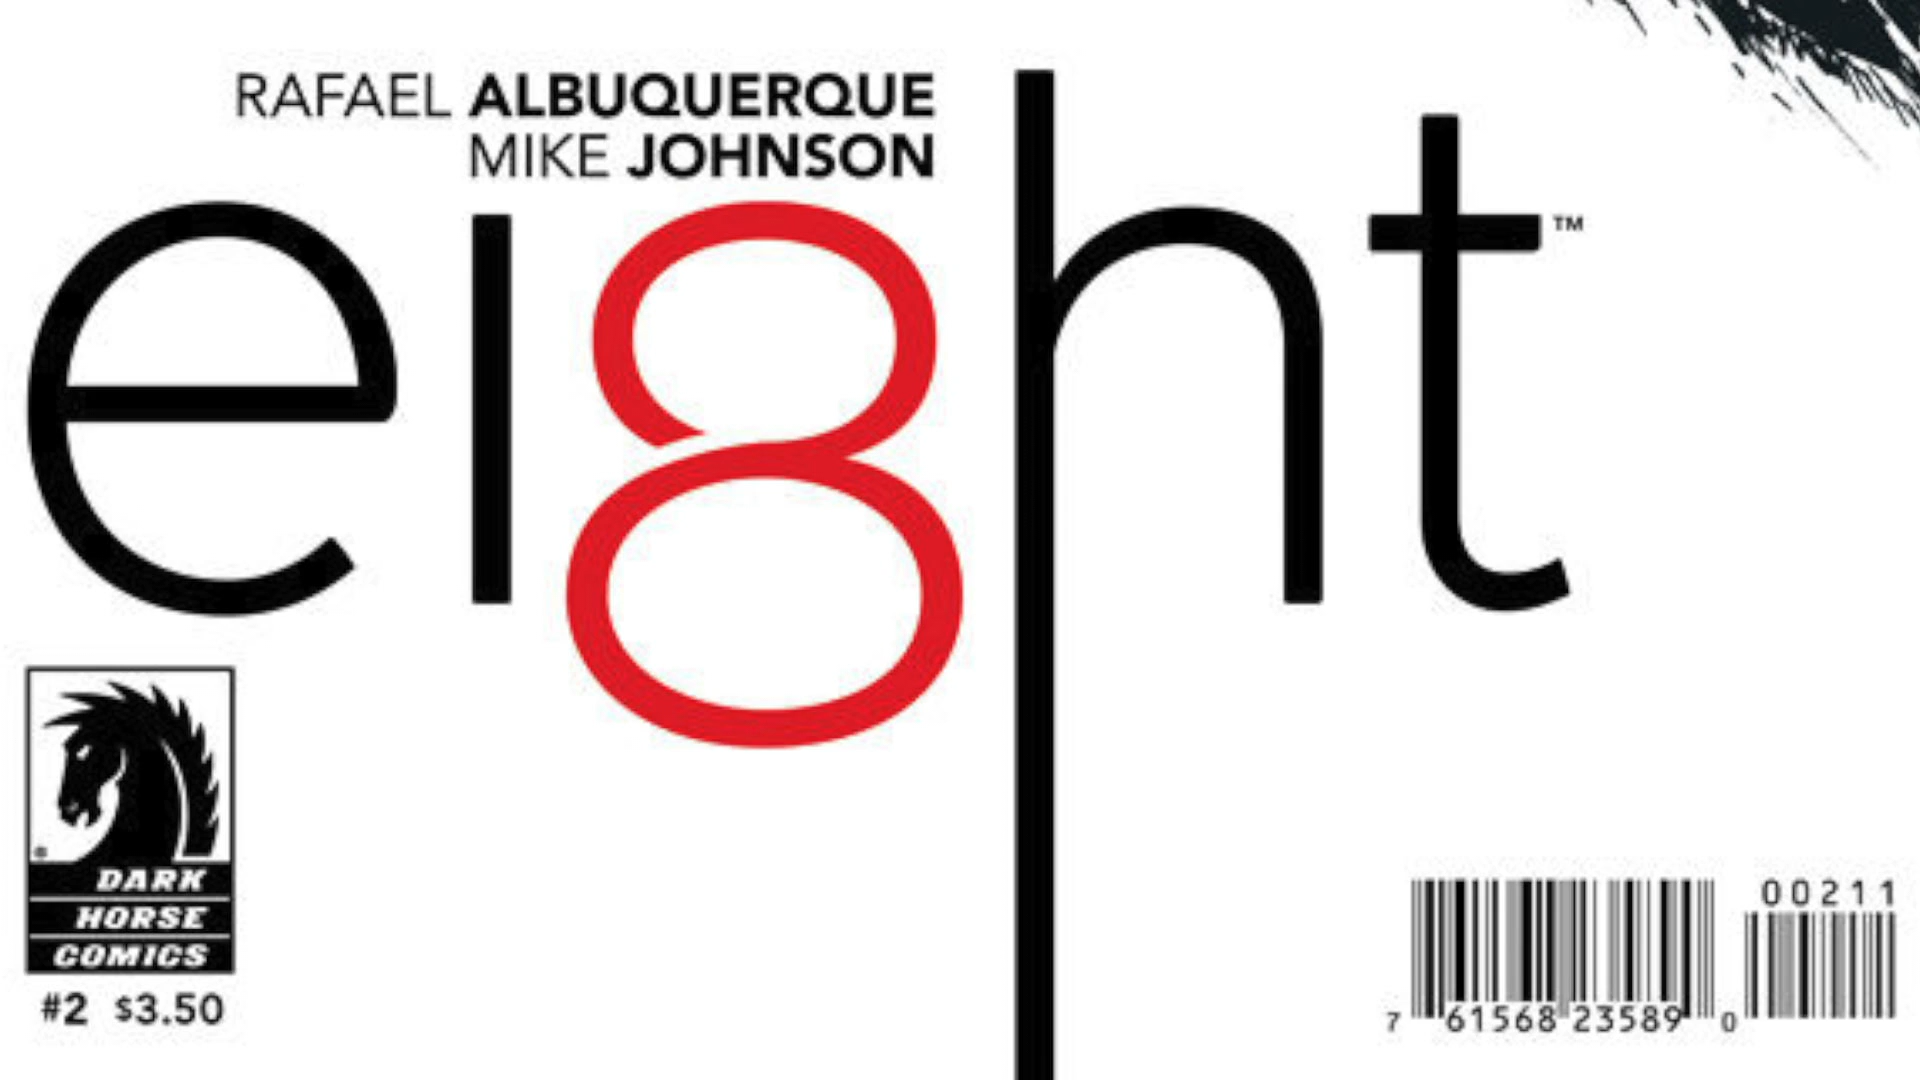 RAFAEL ALBUQUERQUE
MIKE JOHNSON
ei8ht™
DARK
HORSE
COMICS
®
#2 $3.50
00211
7 61568 23589 0